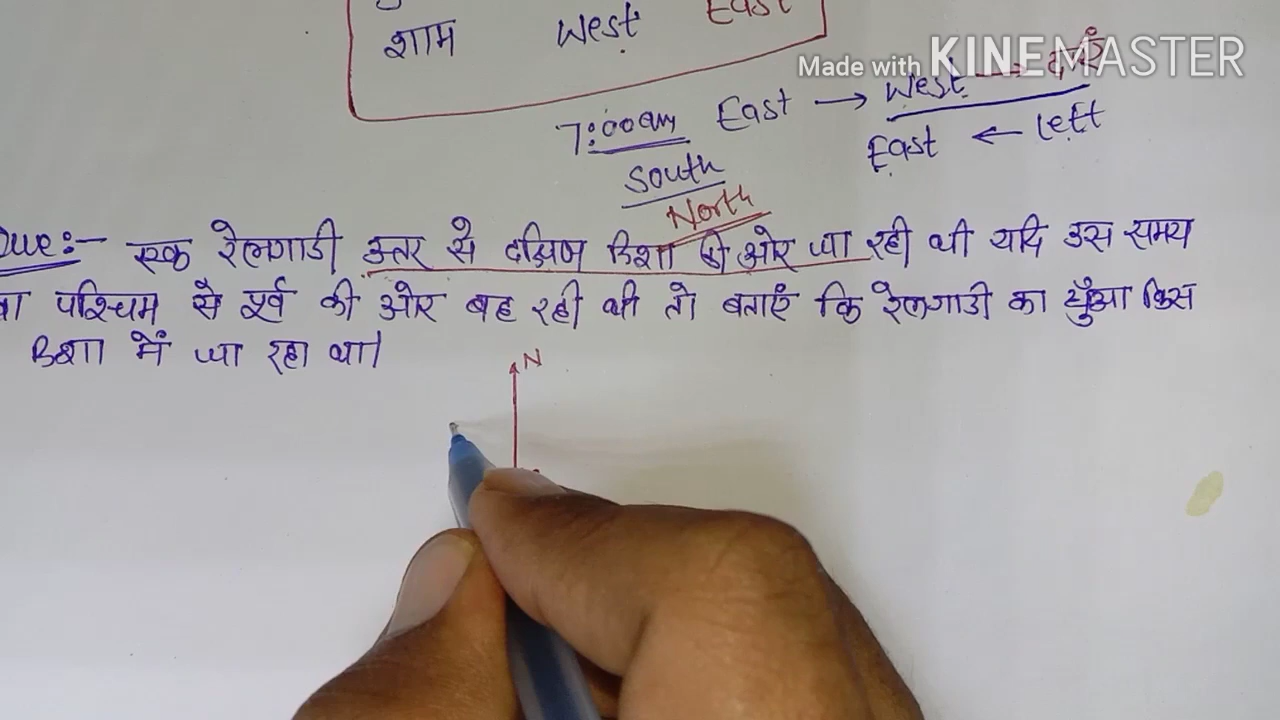 शाम West East
Made with KINEMASTER
7:00am East → West → दाएं
East ← Left
South
North
Que:- एक रेलगाडी उत्तर से दक्षिण दिशा की ओर जा रही थी यदि उस समय
पश्चिम से पूर्व की ओर बह रही थी तो बताएं कि रेलगाडी का धुँआ किस
दिशा में जा रहा था।
N